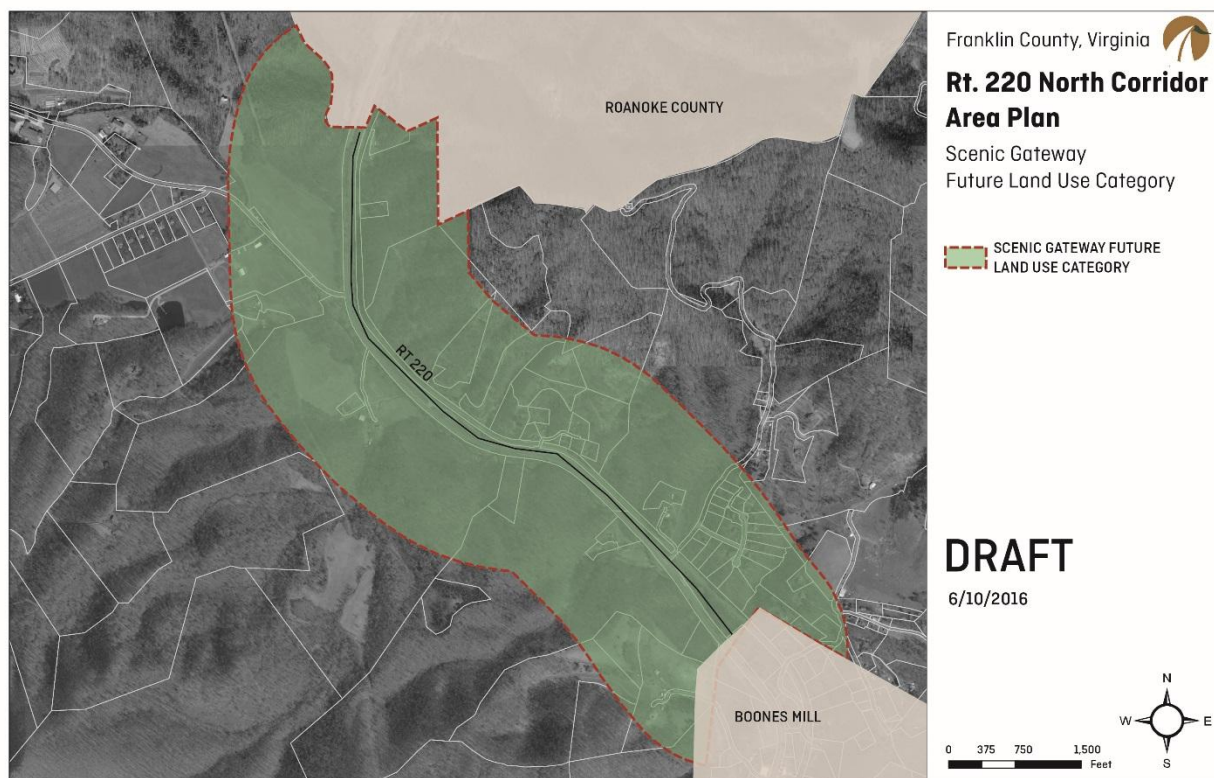 Franklin County, Virginia
Rt. 220 North Corridor
Area Plan
Scenic Gateway
Future Land Use Category
SCENIC GATEWAY FUTURE
LAND USE CATEGORY
ROANOKE COUNTY
RT 220
BOONES MILL
DRAFT
6/10/2016
N
W E
S
0 375 750 1,500
Feet